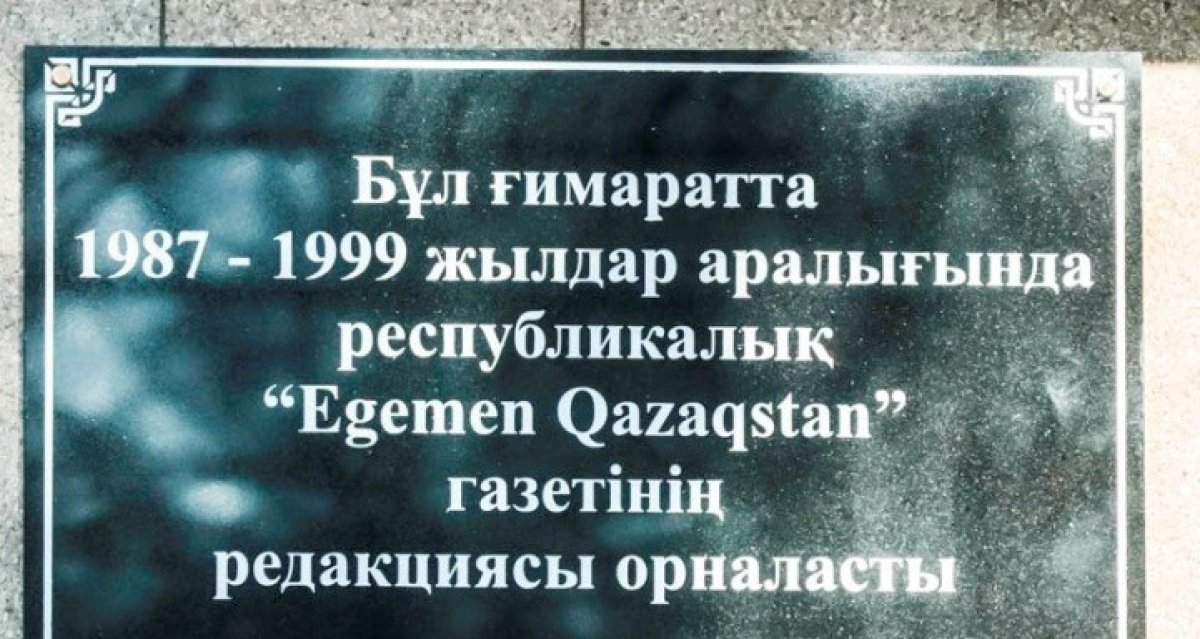 Бұл ғимаратта
1987 - 1999 жылдар аралығында
республикалық
“Egemen Qazaqstan”
газетінің
редакциясы орналасты